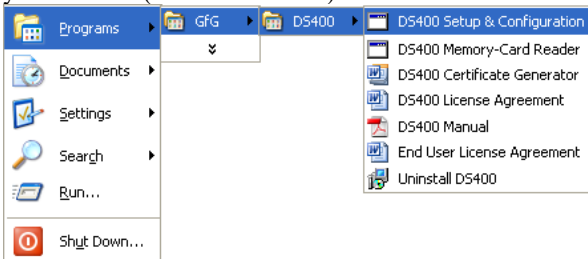 Programs
Documents
Settings
Search
Run...
Shut Down...
GfG
DS400
DS400 Setup & Configuration
DS400 Memory-Card Reader
DS400 Certificate Generator
DS400 License Agreement
DS400 Manual
End User License Agreement
Uninstall DS400